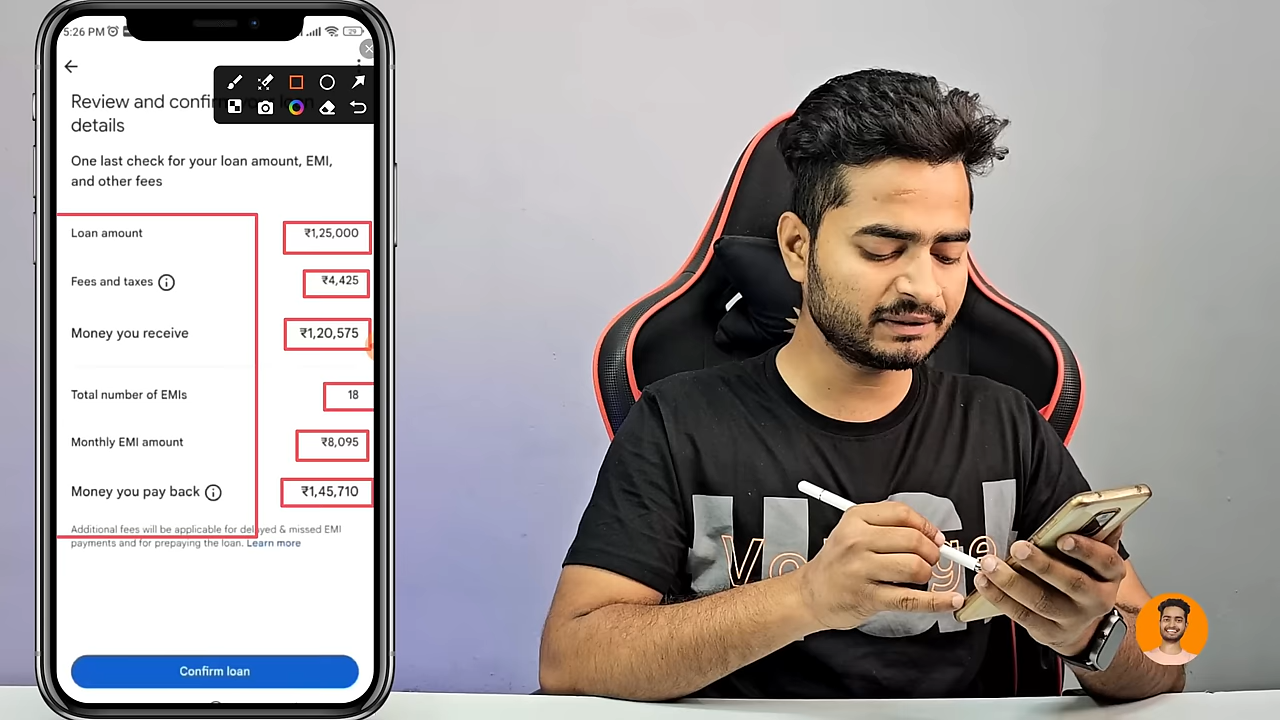 5:26 PM
29
Review and confir
details
One last check for your loan amount, EMI,
and other fees
Loan amount ₹1,25,000
Fees and taxes ₹4,425
Money you receive ₹1,20,575
Total number of EMIs 18
Monthly EMI amount ₹8,095
Money you pay back ₹1,45,710
Additional fees will be applicable for delayed & missed EMI
payments and for prepaying the loan. Learn more
Confirm loan